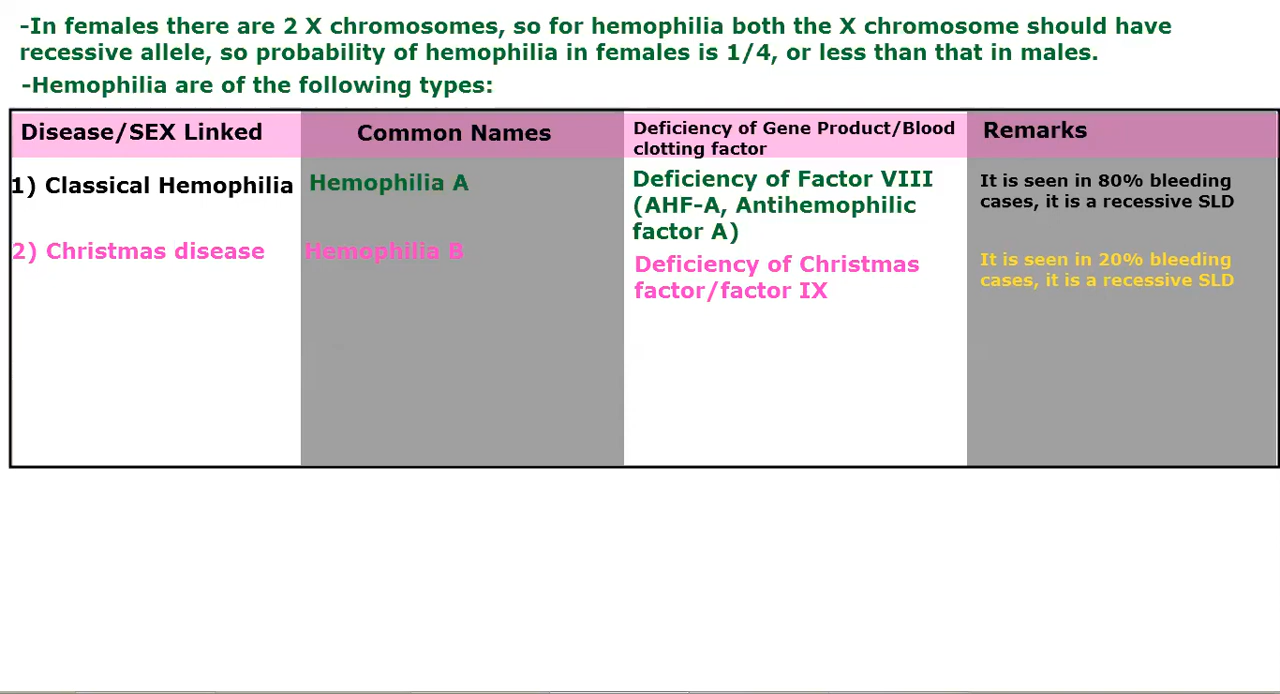 -In females there are 2 X chromosomes, so for hemophilia both the X chromosome should have
recessive allele, so probability of hemophilia in females is 1/4, or less than that in males.
-Hemophilia are of the following types:
Disease/SEX Linked
Common Names
Deficiency of Gene Product/Blood
clotting factor
Remarks
1) Classical Hemophilia
Hemophilia A
Deficiency of Factor VIII
(AHF-A, Antihemophilic
factor A)
It is seen in 80% bleeding
cases, it is a recessive SLD
2) Christmas disease
Hemophilia B
Deficiency of Christmas
factor/factor IX
It is seen in 20% bleeding
cases, it is a recessive SLD